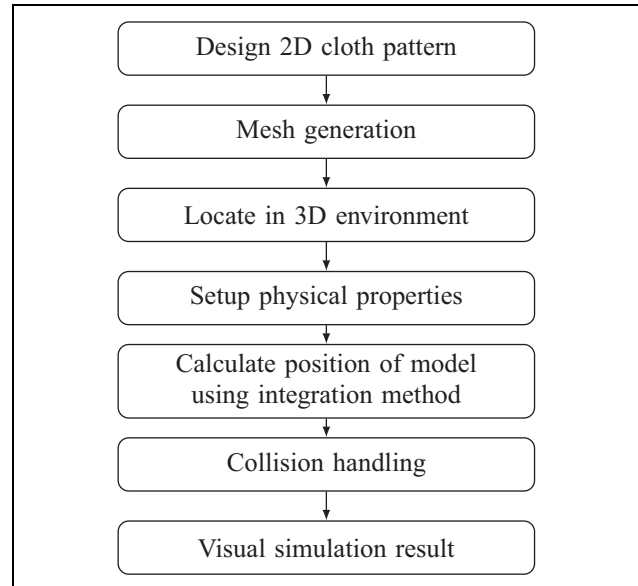 Design 2D cloth pattern
Mesh generation
Locate in 3D environment
Setup physical properties
Calculate position of model
using integration method
Collision handling
Visual simulation result